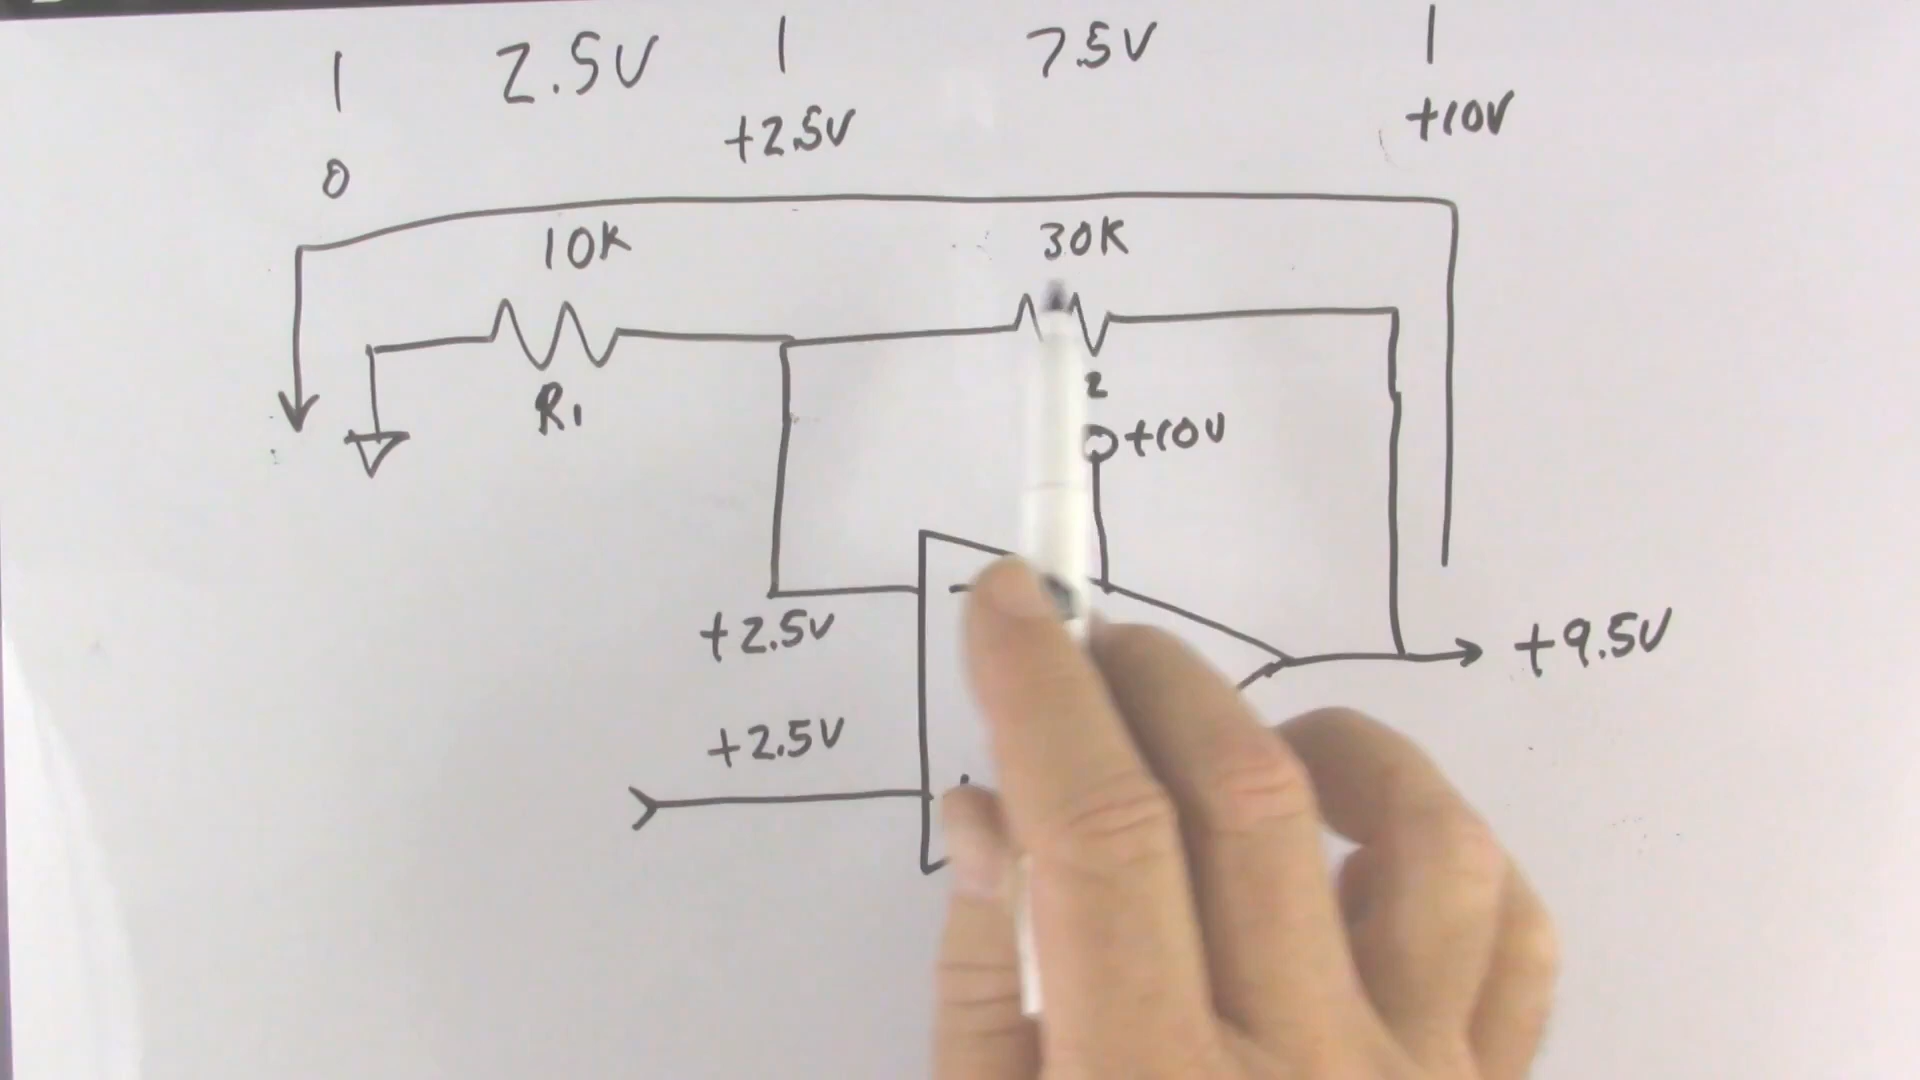 | 2.5V | 7.5V |
0 +2.5V +10V
10K 30K
R1 2
+10V
-
+2.5V +9.5V
+2.5V